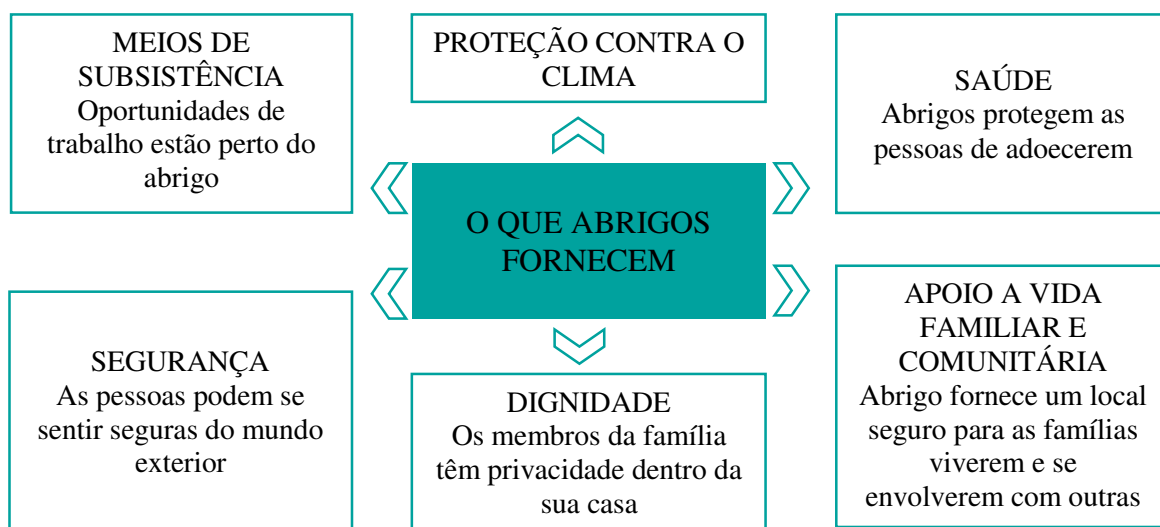 MEIOS DE
SUBSISTÊNCIA
Oportunidades de
trabalho estão perto do
abrigo
PROTEÇÃO CONTRA O
CLIMA
SAÚDE
Abrigos protegem as
pessoas de adoecerem
O QUE ABRIGOS
FORNECEM
SEGURANÇA
As pessoas podem se
sentir seguras do mundo
exterior
DIGNIDADE
Os membros da família
têm privacidade dentro da
sua casa
APOIO A VIDA
FAMILIAR E
COMUNITÁRIA
Abrigo fornece um local
seguro para as famílias
viverem e se
envolverem com outras